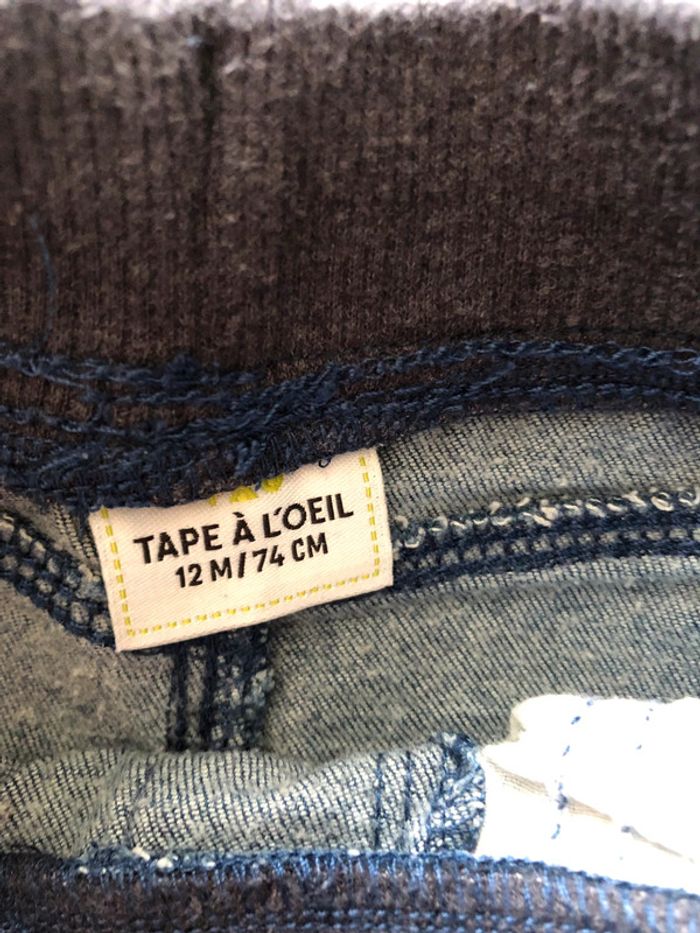 TAPE À L'OEIL
12 M/74 CM